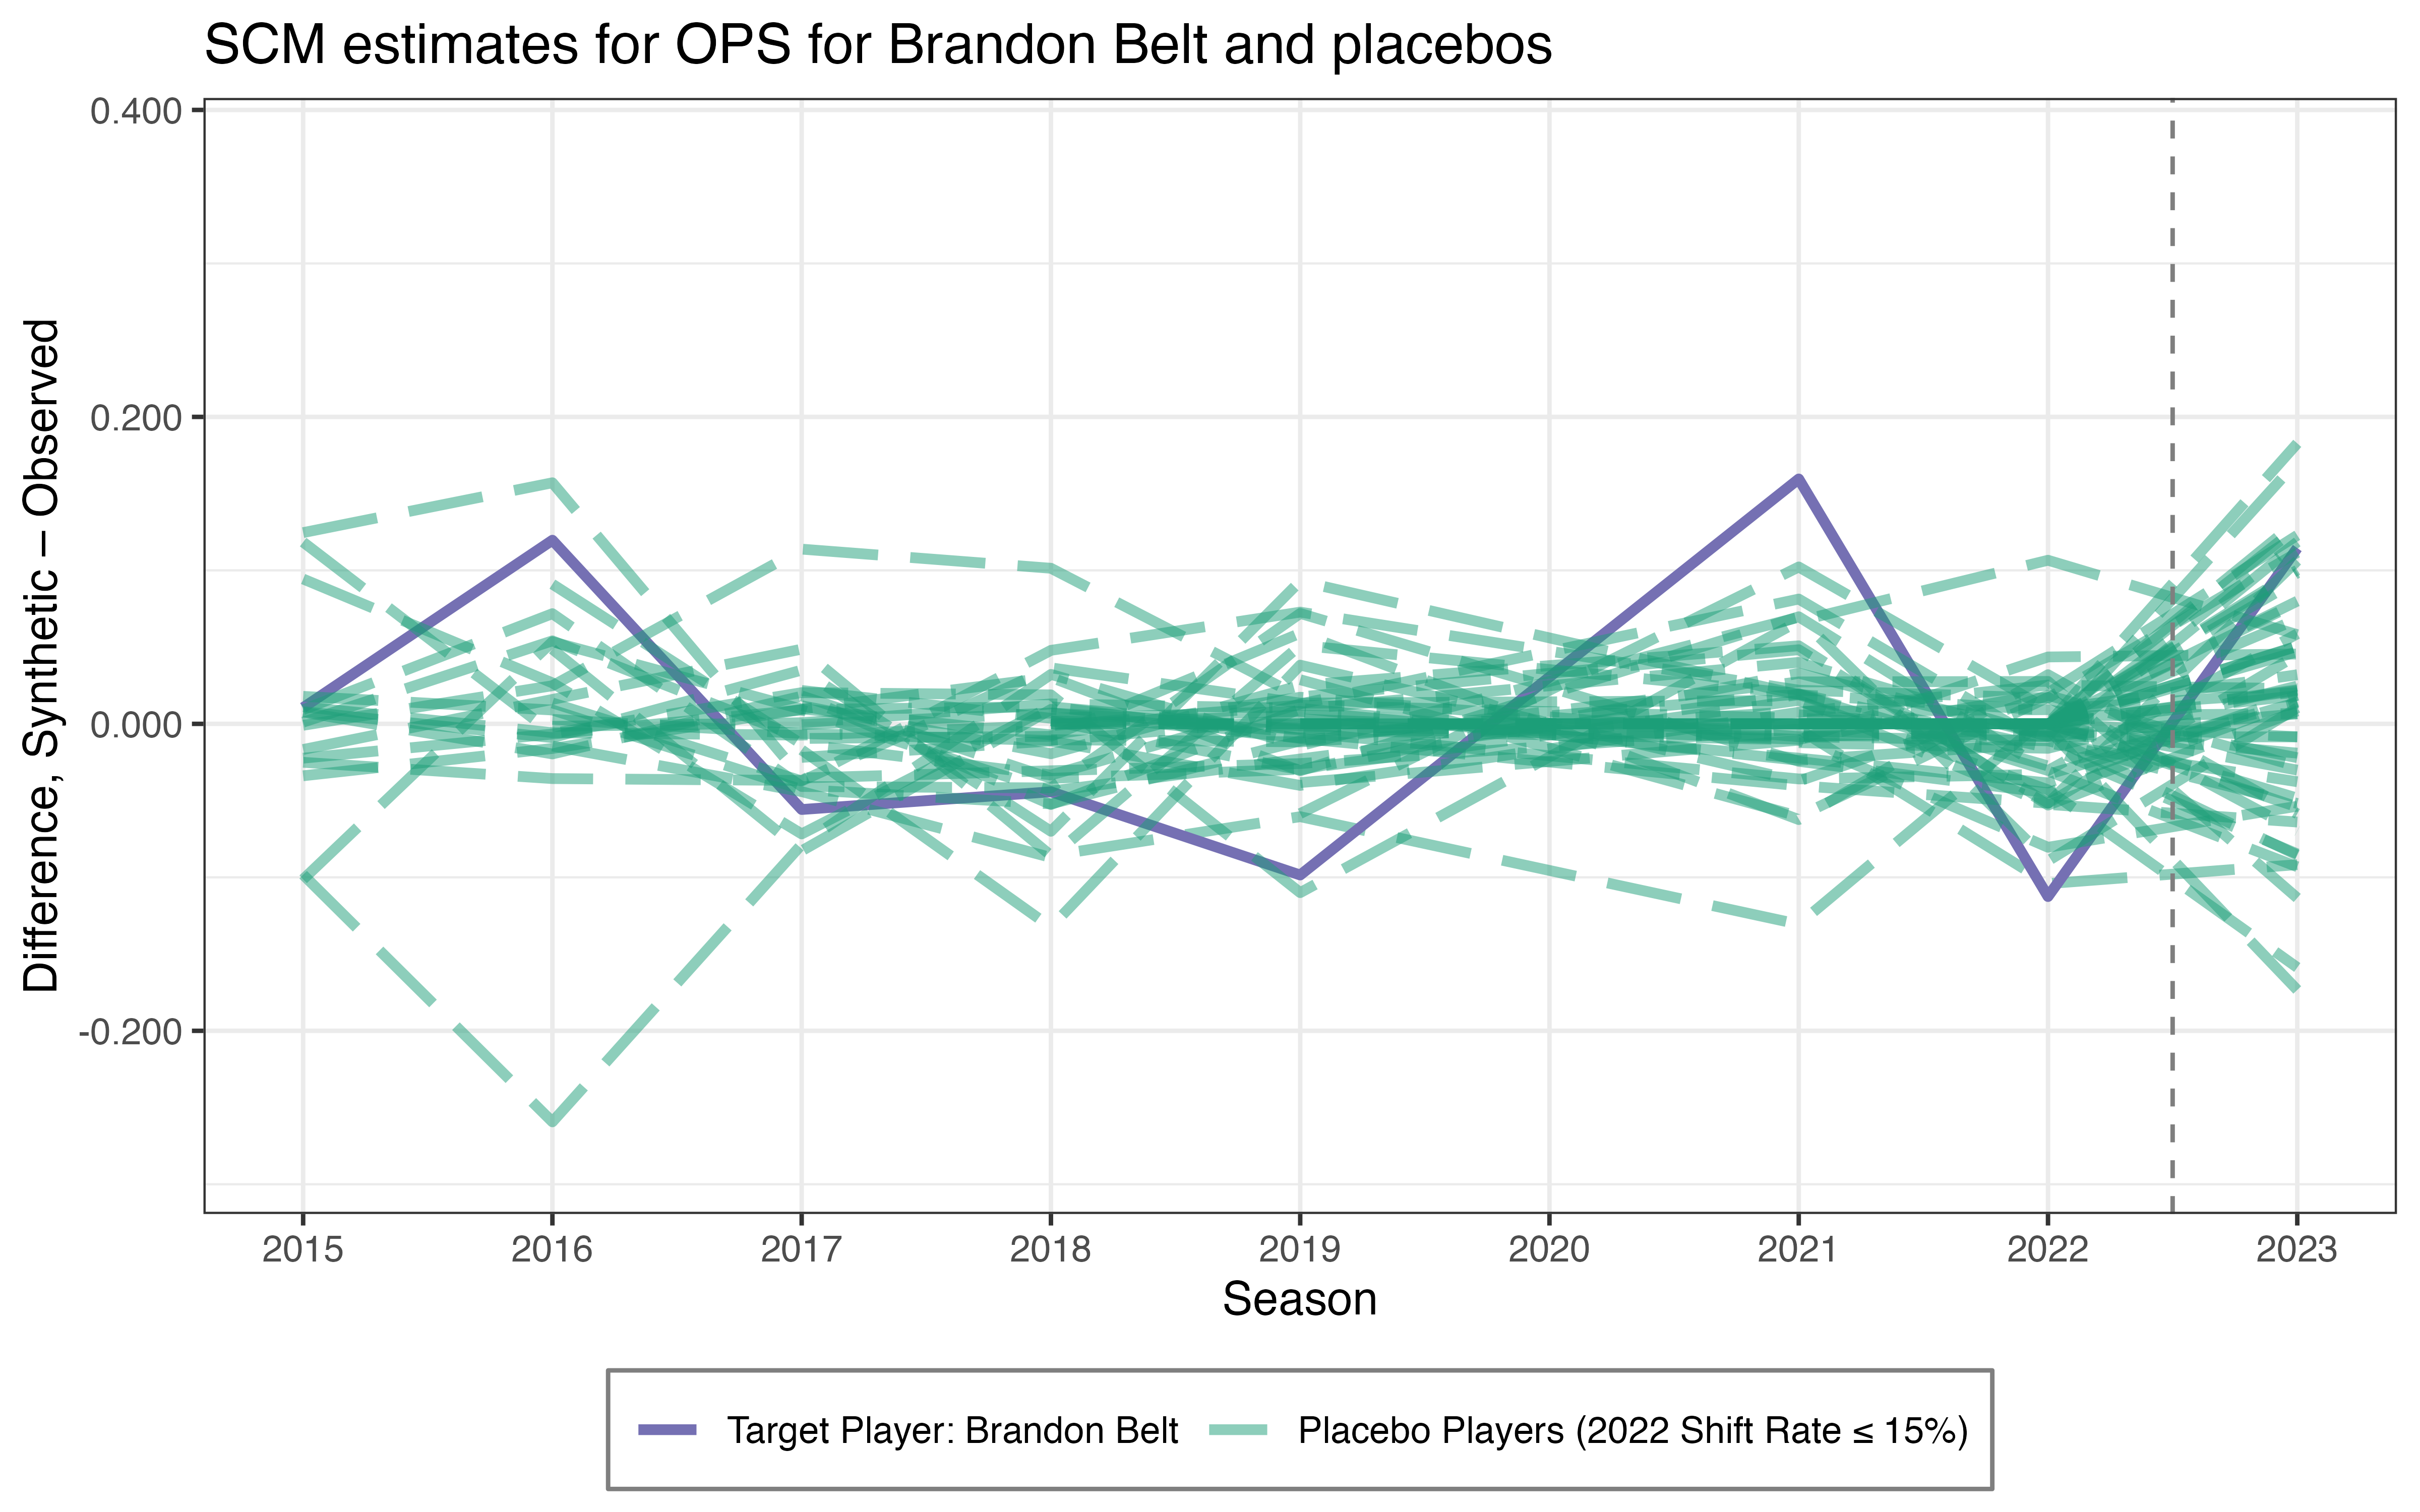 SCM estimates for OPS for Brandon Belt and placebos
Difference, Synthetic − Observed
0.400
0.200
0.000
-0.200
2015 2016 2017 2018 2019 2020 2021 2022 2023
Season
Target Player: Brandon Belt Placebo Players (2022 Shift Rate ≤ 15%)